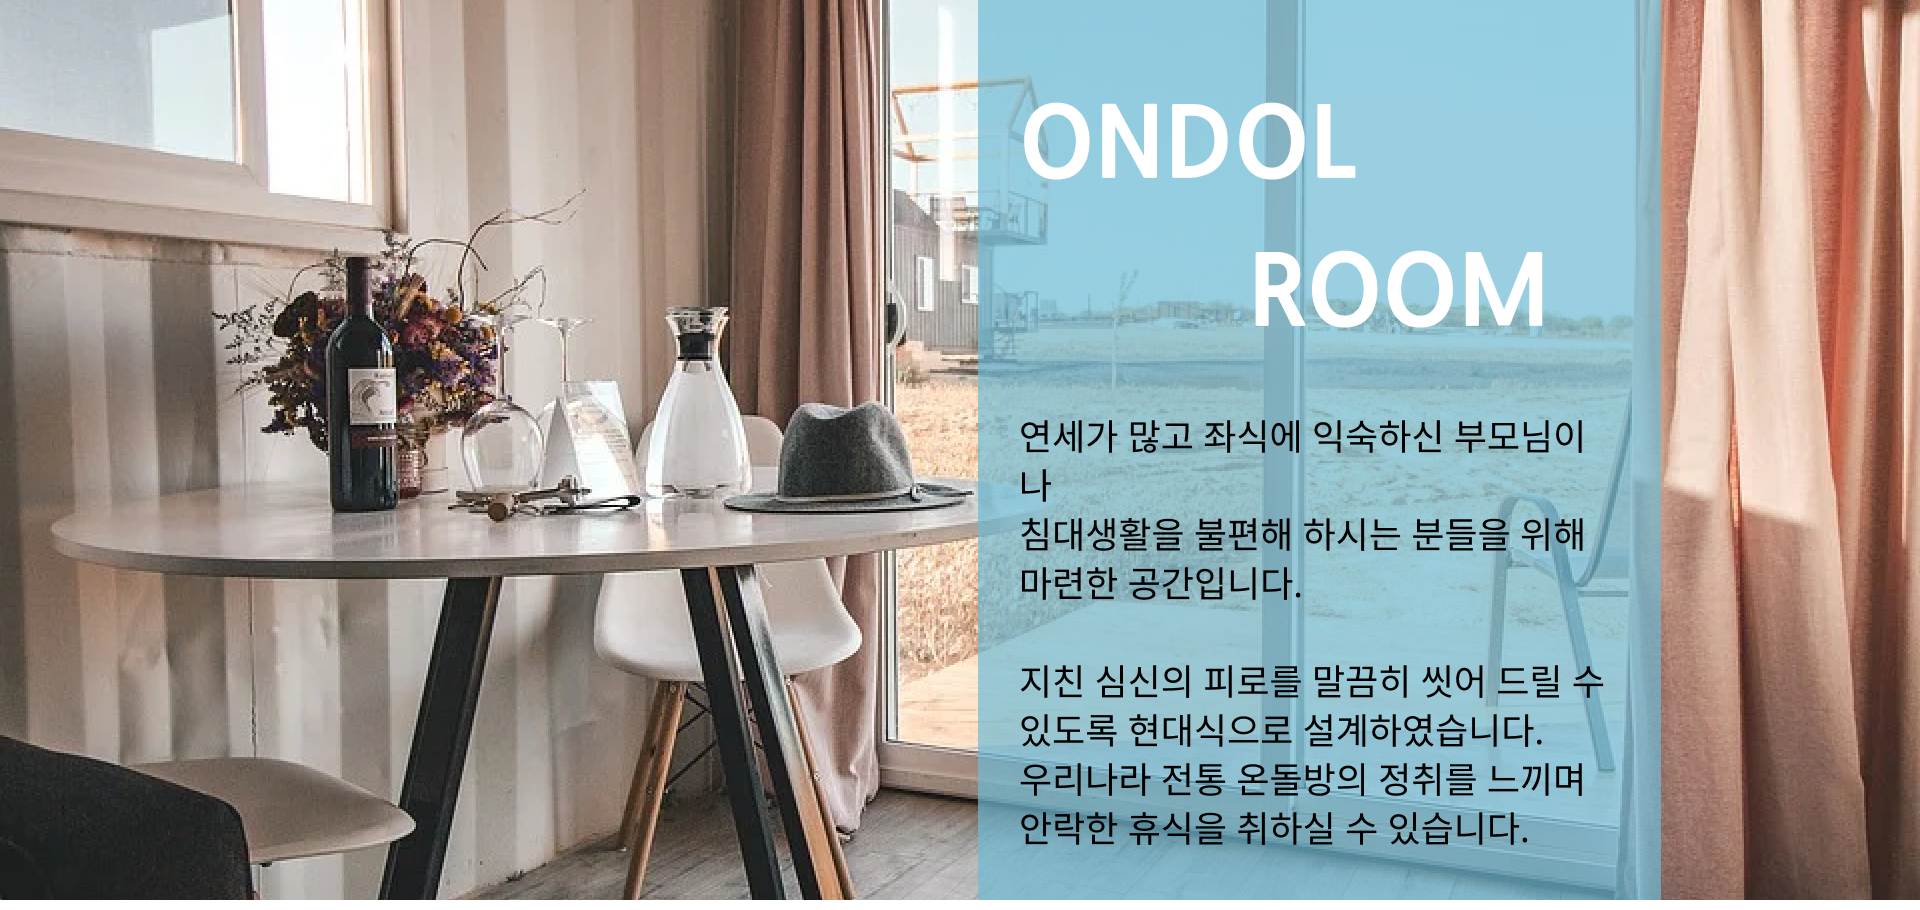 ONDOL
ROOM
연세가 많고 좌식에 익숙하신 부모님이
나
침대생활을 불편해 하시는 분들을 위해
마련한 공간입니다.
지친 심신의 피로를 말끔히 씻어 드릴 수
있도록 현대식으로 설계하였습니다.
우리나라 전통 온돌방의 정취를 느끼며
안락한 휴식을 취하실 수 있습니다.